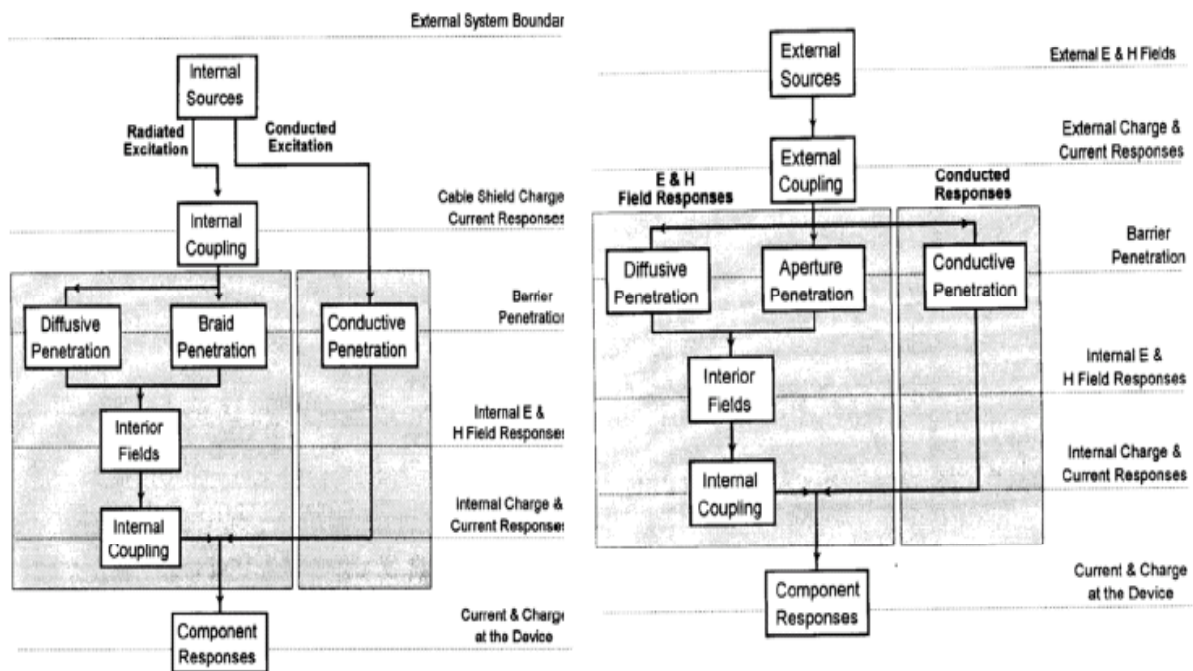 External System Boundar
Internal
Sources
Radiated
Excitation
Conducted
Excitation
Internal
Coupling
Cable Shield Charge
Current Responses
Diffusive
Penetration
Braid
Penetration
Conductive
Penetration
Barrier
Penetration
Interior
Fields
Internal E &
H Field Responses
Internal
Coupling
Internal Charge &
Current Responses
Component
Responses
Current & Charge
at the Device
External
Sources
External E & H Fields
External
Coupling
External Charge &
Current Responses
E & H
Field Responses
Conducted
Responses
Diffusive
Penetration
Aperture
Penetration
Conductive
Penetration
Barrier
Penetration
Interior
Fields
Internal E &
H Field Responses
Internal
Coupling
Internal Charge &
Current Responses
Component
Responses
Current & Charge
at the Device